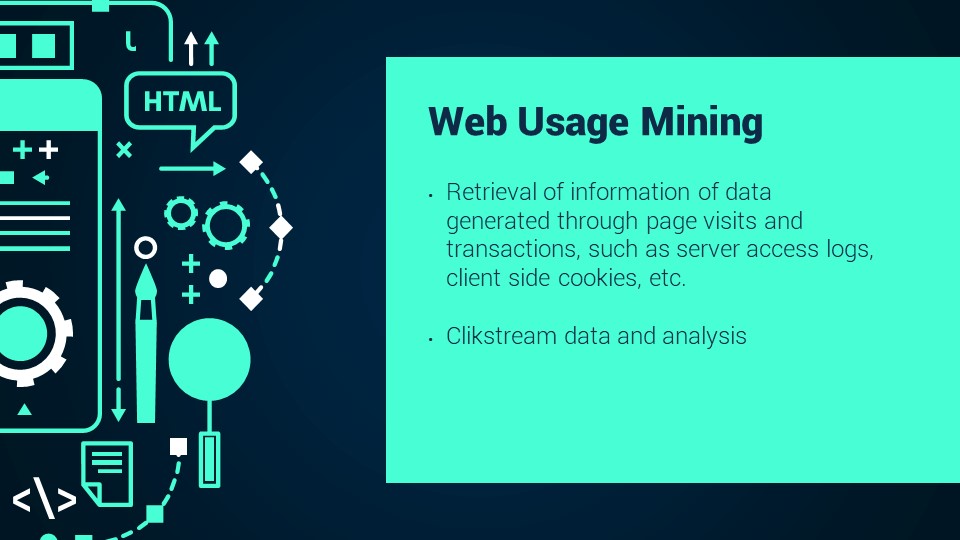 HTML
Web Usage Mining
• Retrieval of information of data
generated through page visits and
transactions, such as server access logs,
client side cookies, etc.
• Clikstream data and analysis
</>